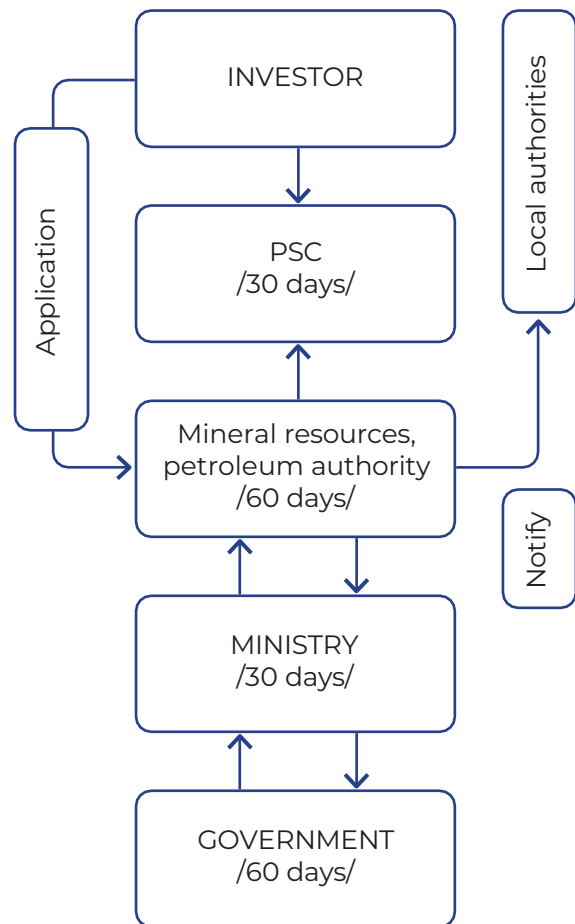 INVESTOR
Application
Local authorities
PSC
/30 days/
Mineral resources,
petroleum authority
/60 days/
Notify
MINISTRY
/30 days/
GOVERNMENT
/60 days/